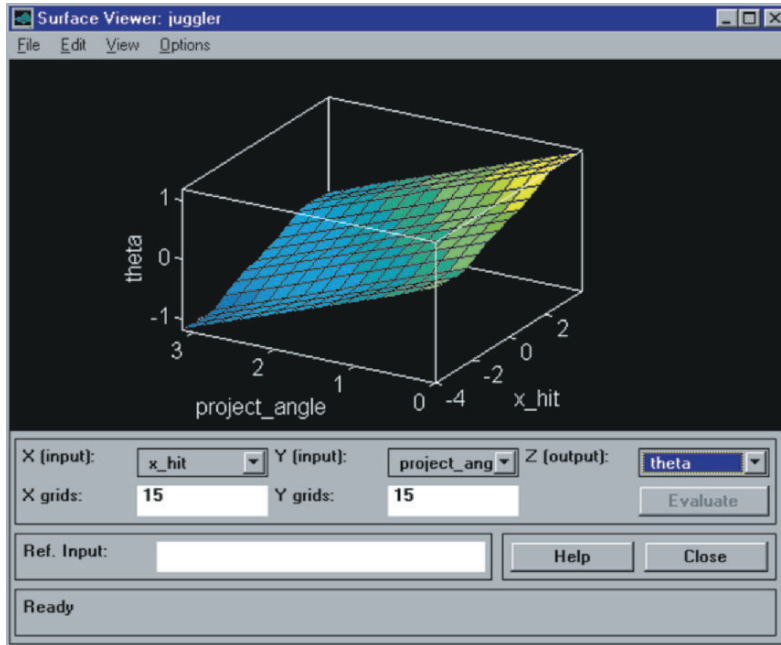 Surface Viewer: juggler
File Edit View Options
1
0
-1
theta
3
2
1
0
project_angle
-4
-2
0
2
x_hit
X (input): x_hit Y (input): project_ang Z (output): theta
X grids: 15 Y grids: 15 Evaluate
Ref. Input: Help Close
Ready